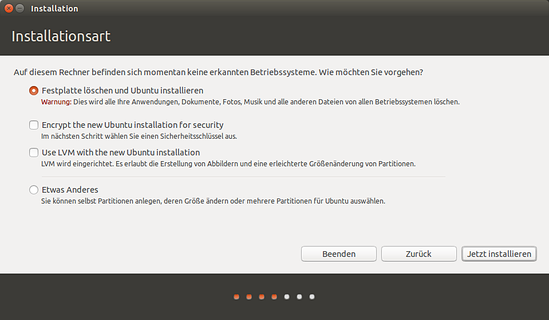 Installation
Installationsart
Auf diesem Rechner befinden sich momentan keine erkannten Betriebssysteme. Wie möchten Sie vorgehen?
Festplatte löschen und Ubuntu installieren
Warnung: Dies wird alle Ihre Anwendungen, Dokumente, Fotos, Musik und alle anderen Dateien von allen Betriebssystemen löschen.
Encrypt the new Ubuntu installation for security
Im nächsten Schritt wählen Sie einen Sicherheitsschlüssel aus.
Use LVM with the new Ubuntu installation
LVM wird eingerichtet. Es erlaubt die Erstellung von Abbildern und eine erleichterte Größenänderung von Partitionen.
Etwas Anderes
Sie können selbst Partitionen anlegen, deren Größe ändern oder mehrere Partitionen für Ubuntu auswählen.
Beenden Zurück Jetzt installieren